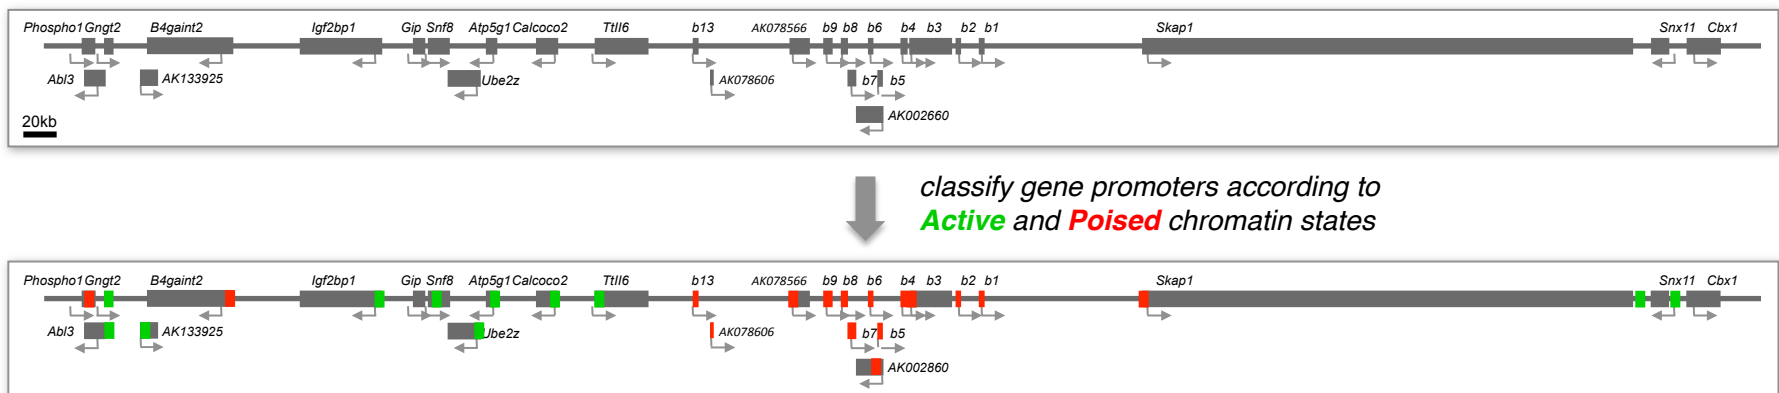 Phospho1 Gngt2 B4gaint2 Igf2bp1 Gip Snf8 Atp5g1 Calcoco2 Ttll6 b13 AK078566 b9 b8 b6 b4 b3 b2 b1 Skap1 Snx11 Cbx1
Abl3 AK133925 Ube2z AK078606 b7 b5
20kb AK002660
classify gene promoters according to
Active and Poised chromatin states
Phospho1 Gngt2 B4gaint2 Igf2bp1 Gip Snf8 Atp5g1 Calcoco2 Ttll6 b13 AK078566 b9 b8 b6 b4 b3 b2 b1 Skap1 Snx11 Cbx1
Abl3 AK133925 Ube2z AK078606 b7 b5
AK002860